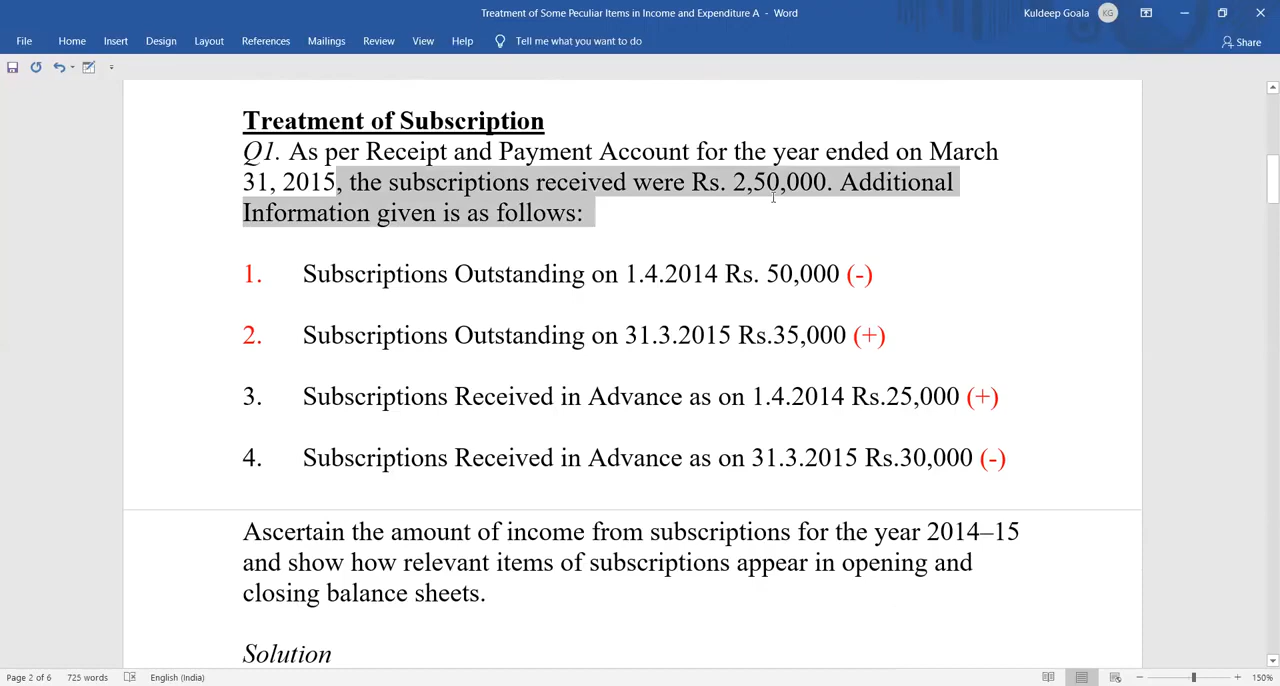 Treatment of Some Peculiar Items in Income and Expenditure A - Word
Kuldeep Goala KG
File Home Insert Design Layout References Mailings Review View Help Tell me what you want to do
Share
Treatment of Subscription
Q1. As per Receipt and Payment Account for the year ended on March
31, 2015, the subscriptions received were Rs. 2,50,000. Additional
Information given is as follows:
1. Subscriptions Outstanding on 1.4.2014 Rs. 50,000 (-)
2. Subscriptions Outstanding on 31.3.2015 Rs.35,000 (+)
3. Subscriptions Received in Advance as on 1.4.2014 Rs.25,000 (+)
4. Subscriptions Received in Advance as on 31.3.2015 Rs.30,000 (-)
Ascertain the amount of income from subscriptions for the year 2014–15
and show how relevant items of subscriptions appear in opening and
closing balance sheets.
Solution
Page 2 of 6 725 words English (India) 150%